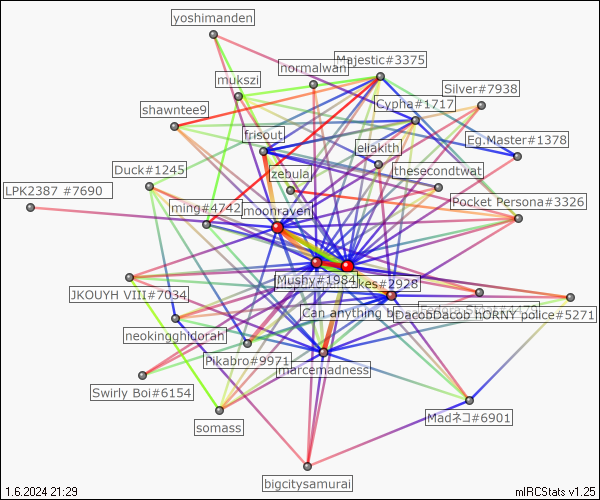 yoshimanden
Majestic#3375
normalwan
mukszi
Silver#7938
shawntee9
Cypha#1717
frisout
Eg.Master#1378
eliakith
Duck#1245
zebula
thesecondtwat
LPK2387 #7690
Pocket Persona#3326
ming#4742
moonraven
Mushy#1984
kes#2928
JKOUYH VIII#7034
Can anything b
DacobDacob hORNY police#5271
neokingghidorah
Pikabro#9971
marcemadness
Swirly Boi#6154
Madネコ#6901
somass
bigcitysamurai
1.6.2024 21:29
mIRCStats v1.25